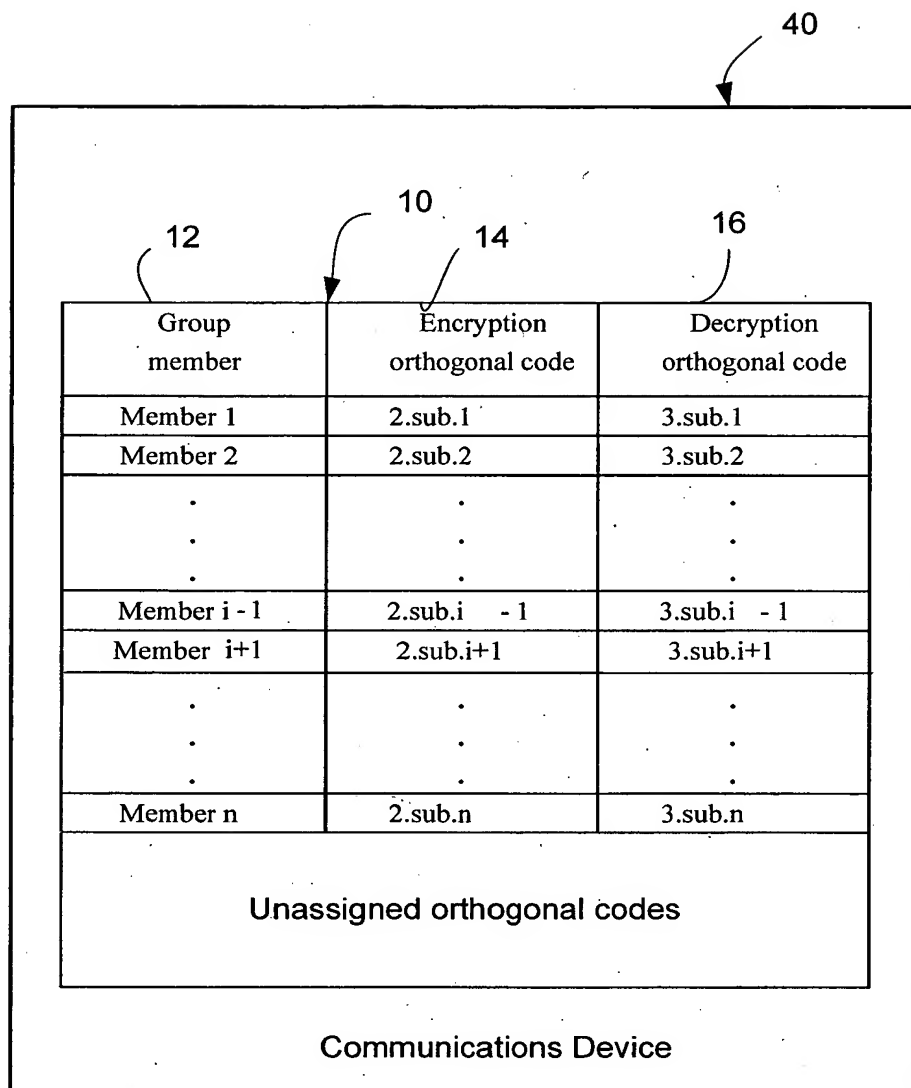 40
10
12 14 16
Group member Encryption orthogonal code Decryption orthogonal code
Member 1 2.sub.1 3.sub.1
Member 2 2.sub.2 3.sub.2
. . .
. . .
. . .
Member i - 1 2.sub.i - 1 3.sub.i - 1
Member i+1 2.sub.i+1 3.sub.i+1
. . .
. . .
. . .
Member n 2.sub.n 3.sub.n
Unassigned orthogonal codes
Communications Device